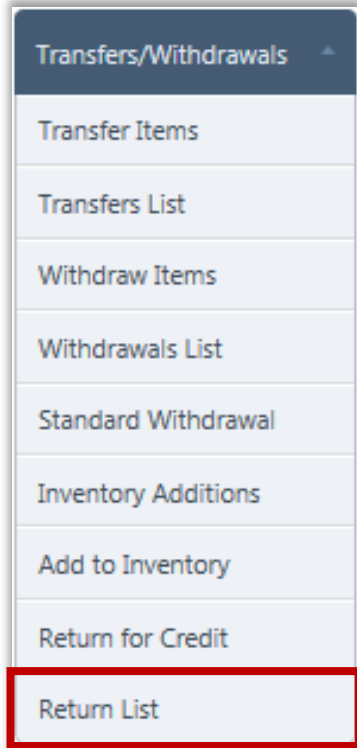 Transfers/Withdrawals
Transfer Items
Transfers List
Withdraw Items
Withdrawals List
Standard Withdrawal
Inventory Additions
Add to Inventory
Return for Credit
Return List